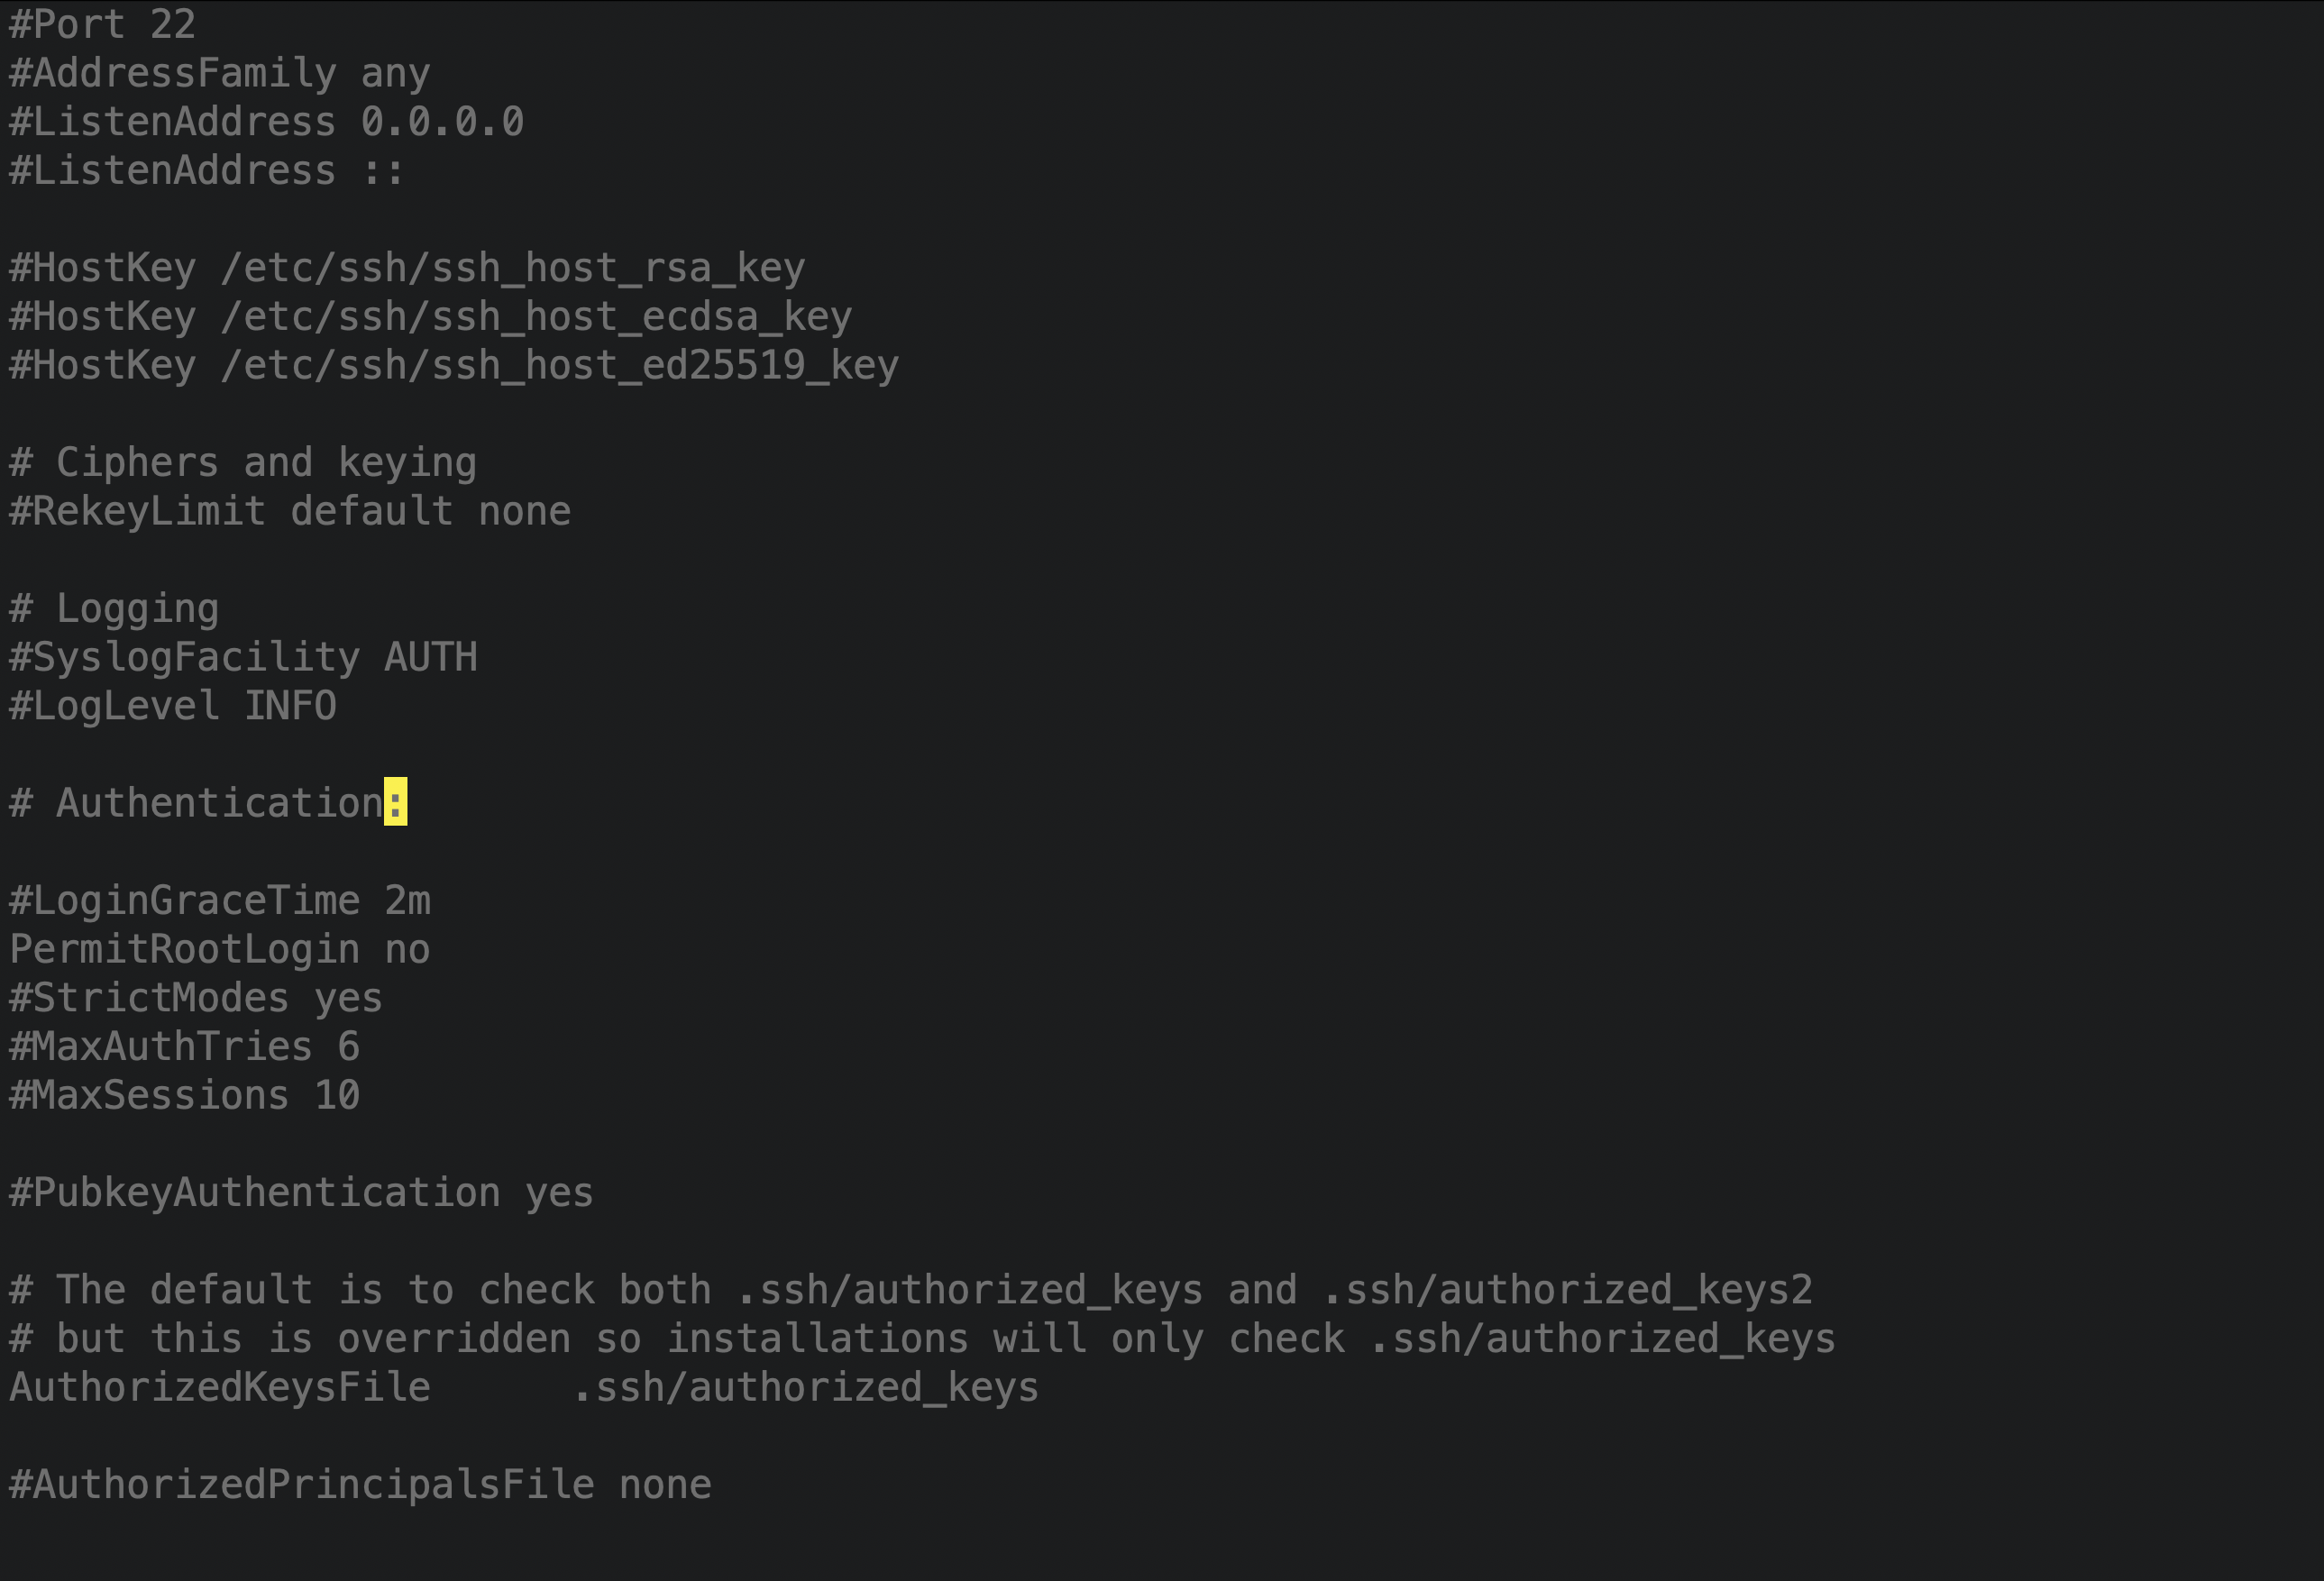 #Port 22
#AddressFamily any
#ListenAddress 0.0.0.0
#ListenAddress ::
#HostKey /etc/ssh/ssh_host_rsa_key
#HostKey /etc/ssh/ssh_host_ecdsa_key
#HostKey /etc/ssh/ssh_host_ed25519_key
# Ciphers and keying
#RekeyLimit default none
# Logging
#SyslogFacility AUTH
#LogLevel INFO
# Authentication:
#LoginGraceTime 2m
PermitRootLogin no
#StrictModes yes
#MaxAuthTries 6
#MaxSessions 10
#PubkeyAuthentication yes
# The default is to check both .ssh/authorized_keys and .ssh/authorized_keys2
# but this is overridden so installations will only check .ssh/authorized_keys
AuthorizedKeysFile      .ssh/authorized_keys
#AuthorizedPrincipalsFile none